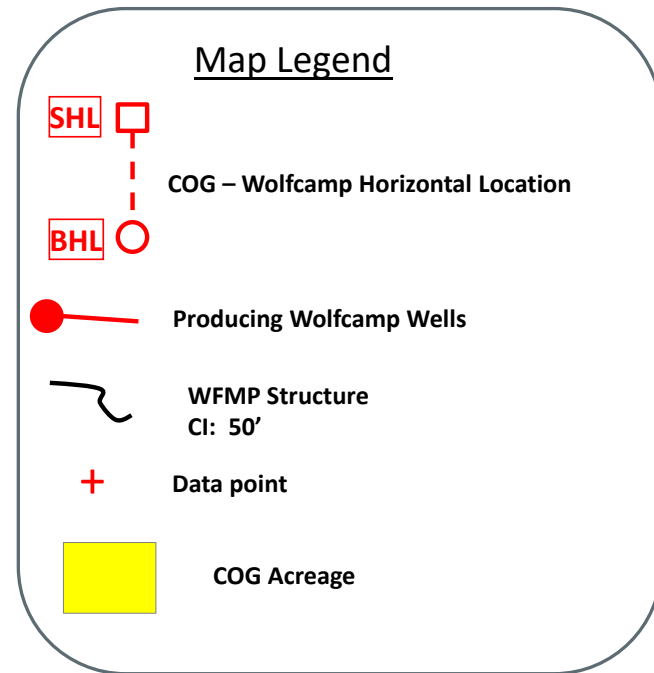 Map Legend
SHL
COG – Wolfcamp Horizontal Location
BHL
Producing Wolfcamp Wells
WFMP Structure
CI: 50’
Data point
COG Acreage